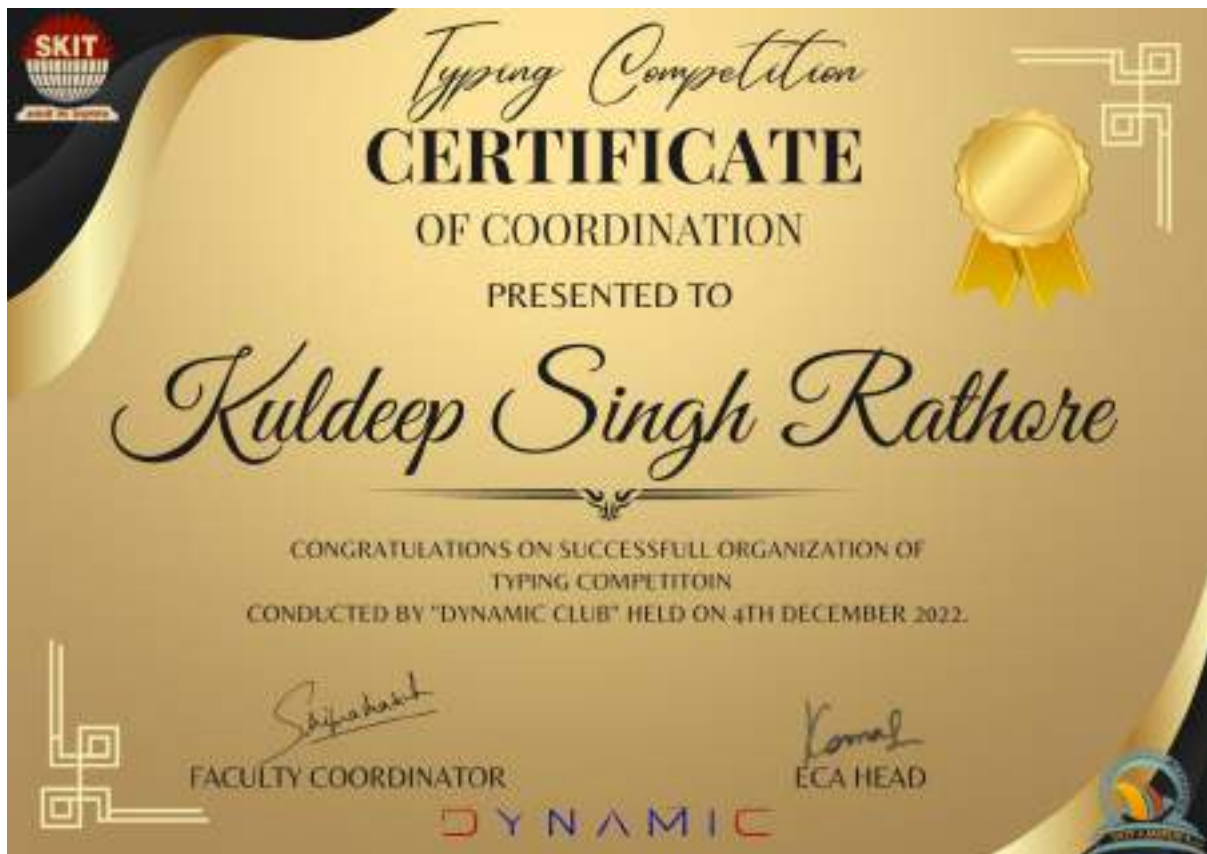 SKIT
Typing Competition
CERTIFICATE
OF COORDINATION
PRESENTED TO
Kuldeep Singh Rathore
CONGRATULATIONS ON SUCCESSFULL ORGANIZATION OF
TYPING COMPETITOIN
CONDUCTED BY "DYNAMIC CLUB" HELD ON 4TH DECEMBER 2022.
Komal
FACULTY COORDINATOR
ECA HEAD
DYNAMIC